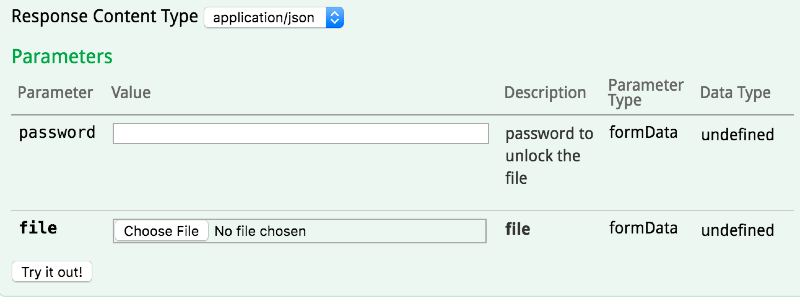 Response Content Type application/json
Parameters
Parameter Value Description Parameter Type Data Type
password password to unlock the file formData undefined
file Choose File No file chosen file formData undefined
Try it out!